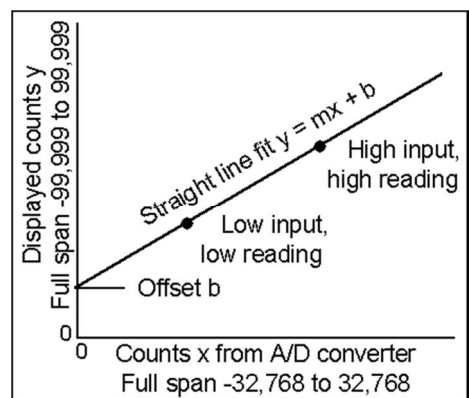 Displayed counts y
Full span -99,999 to 99,999
Straight line fit y = mx + b
High input,
high reading
Low input,
low reading
Offset b
0
0
Counts x from A/D converter
Full span -32,768 to 32,768